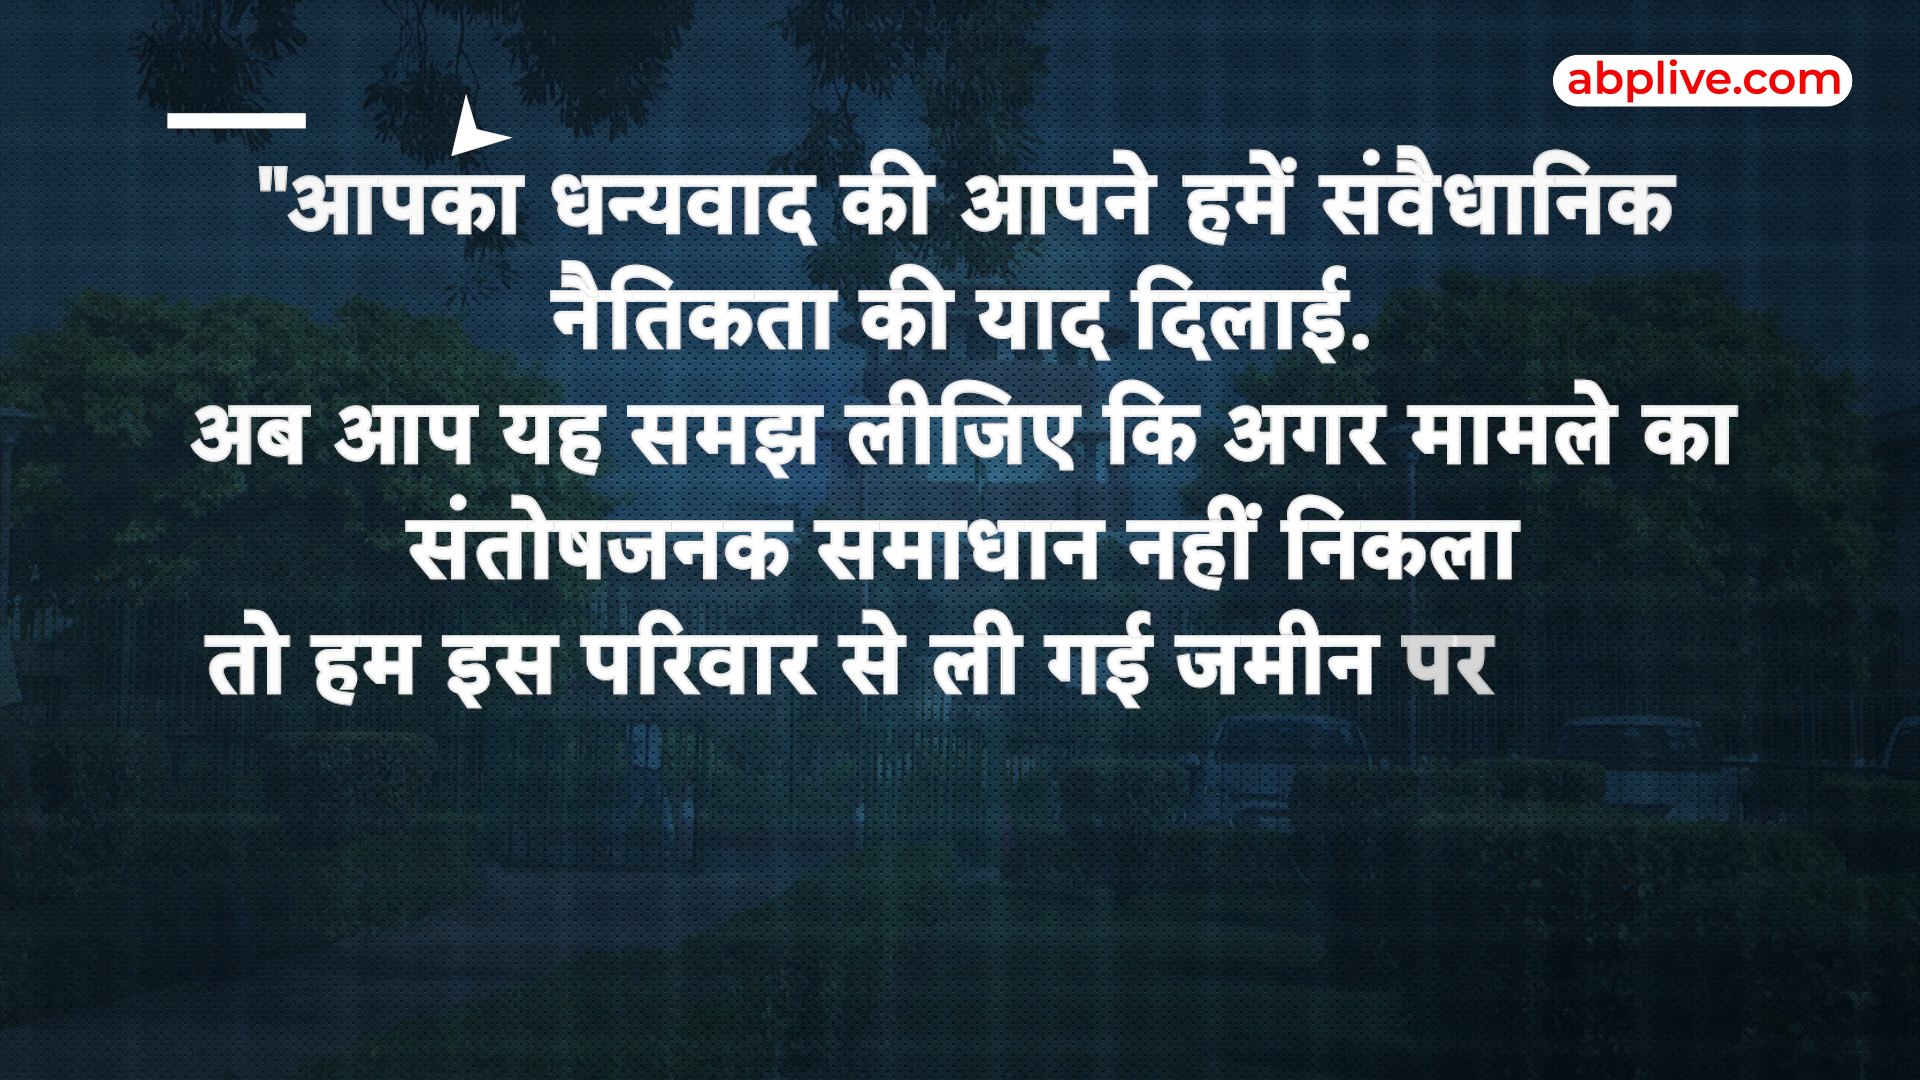 abplive.com
"आपका धन्यवाद की आपने हमें संवैधानिक
नैतिकता की याद दिलाई.
अब आप यह समझ लीजिए कि अगर मामले का
संतोषजनक समाधान नहीं निकला
तो हम इस परिवार से ली गई जमीन पर